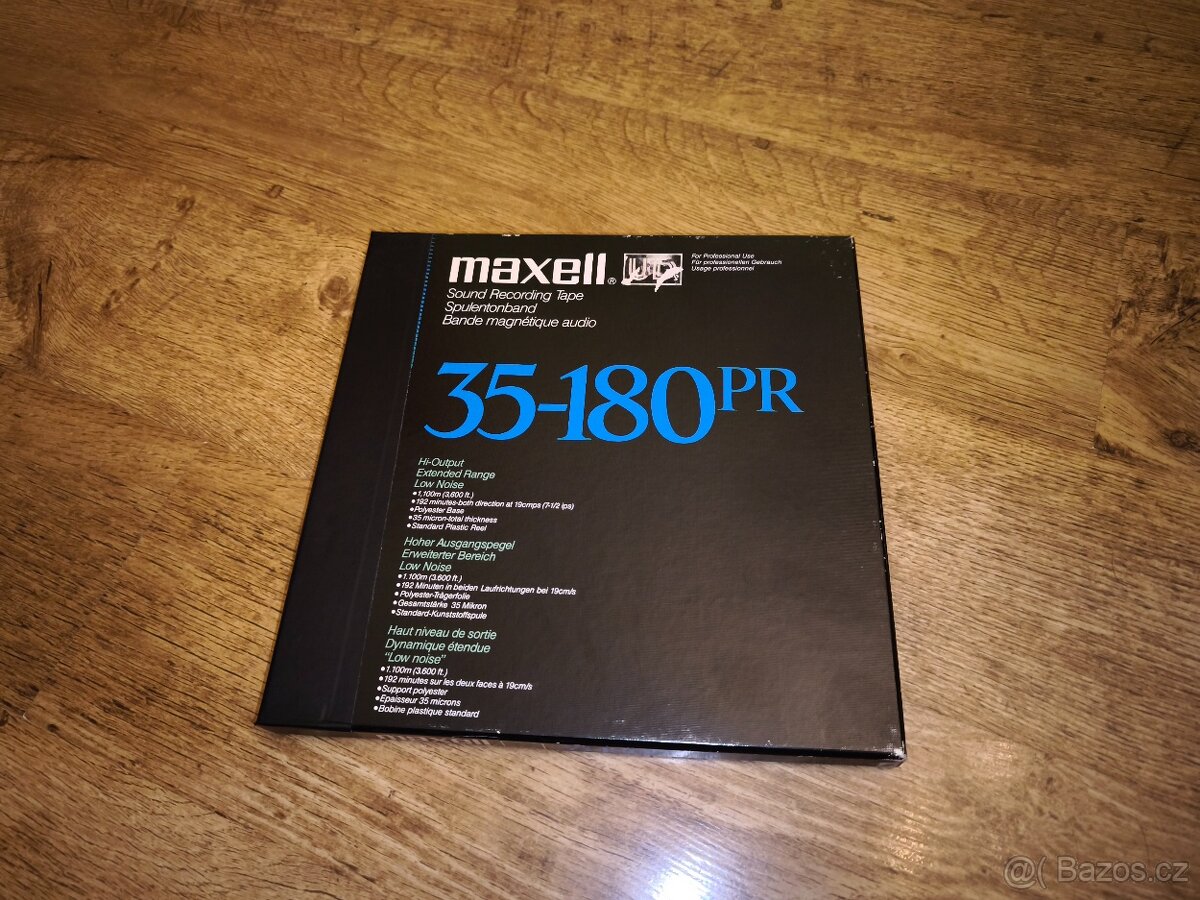 maxell® UD
For Professional Use
Für professionellen Gebrauch
Usage professionnel
Sound Recording Tape
Spulentonband
Bande magnétique audio
35-180PR
Hi-Output
Extended Range
Low Noise
•1,100m (3,600 ft.)
•192 minutes-both direction at 19cmps (7-1/2 ips)
•Polyester Base
•35 micron-total thickness
•Standard Plastic Reel
Hoher Ausgangspegel
Erweiterter Bereich
Low Noise
•1.100m (3.600 ft.)
•192 Minuten in beiden Laufrichtungen bei 19cm/s
•Polyester-Trägerfolie
•Gesamtstärke 35 Mikron
•Standard-Kunststoffspule
Haut niveau de sortie
Dynamique étendue
"Low noise"
•1.100m (3.600 ft.)
•192 minutes sur les deux faces à 19cm/s
•Support polyester
•Epaisseur 35 microns
•Bobine plastique standard
@( Bazos.cz